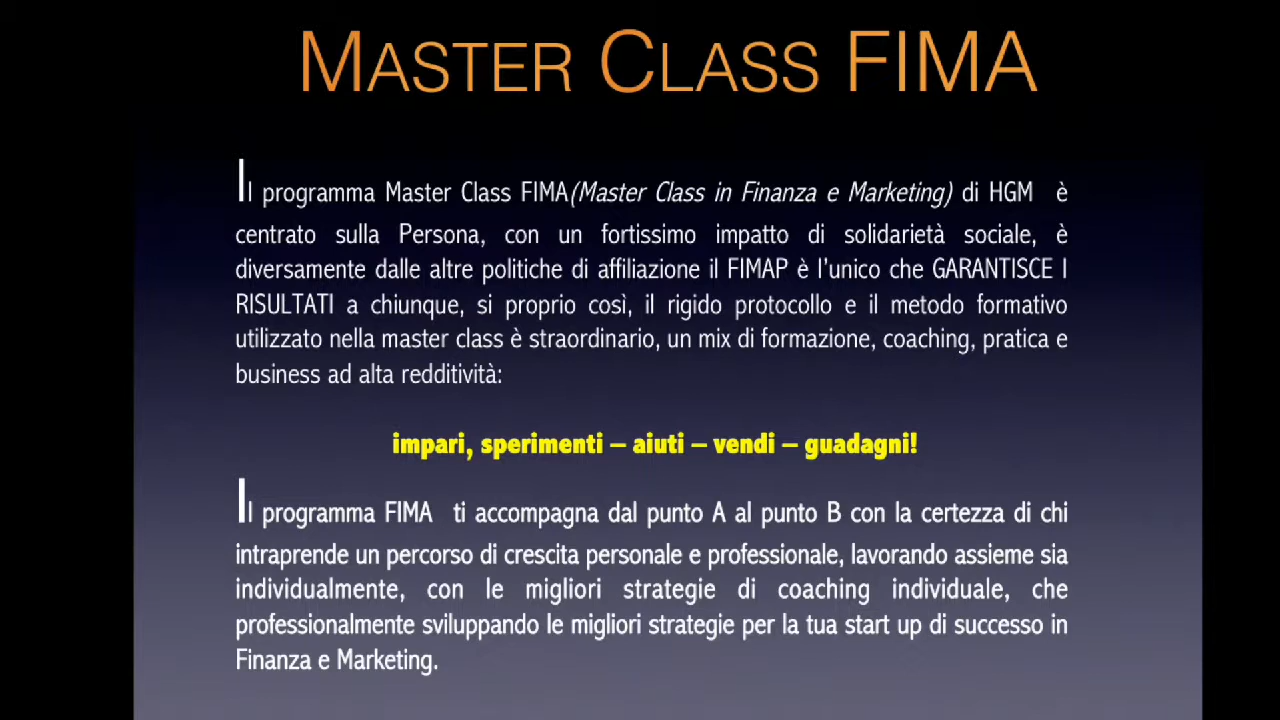 MASTER CLASS FIMA
Il programma Master Class FIMA(Master Class in Finanza e Marketing) di HGM è
centrato sulla Persona, con un fortissimo impatto di solidarietà sociale, è
diversamente dalle altre politiche di affiliazione il FIMAP è l'unico che GARANTISCE I
RISULTATI a chiunque, si proprio così, il rigido protocollo e il metodo formativo
utilizzato nella master class è straordinario, un mix di formazione, coaching, pratica e
business ad alta redditività:
impari, sperimenti – aiuti – vendi – guadagni!
Il programma FIMA ti accompagna dal punto A al punto B con la certezza di chi
intraprende un percorso di crescita personale e professionale, lavorando assieme sia
individualmente, con le migliori strategie di coaching individuale, che
professionalmente sviluppando le migliori strategie per la tua start up di successo in
Finanza e Marketing.